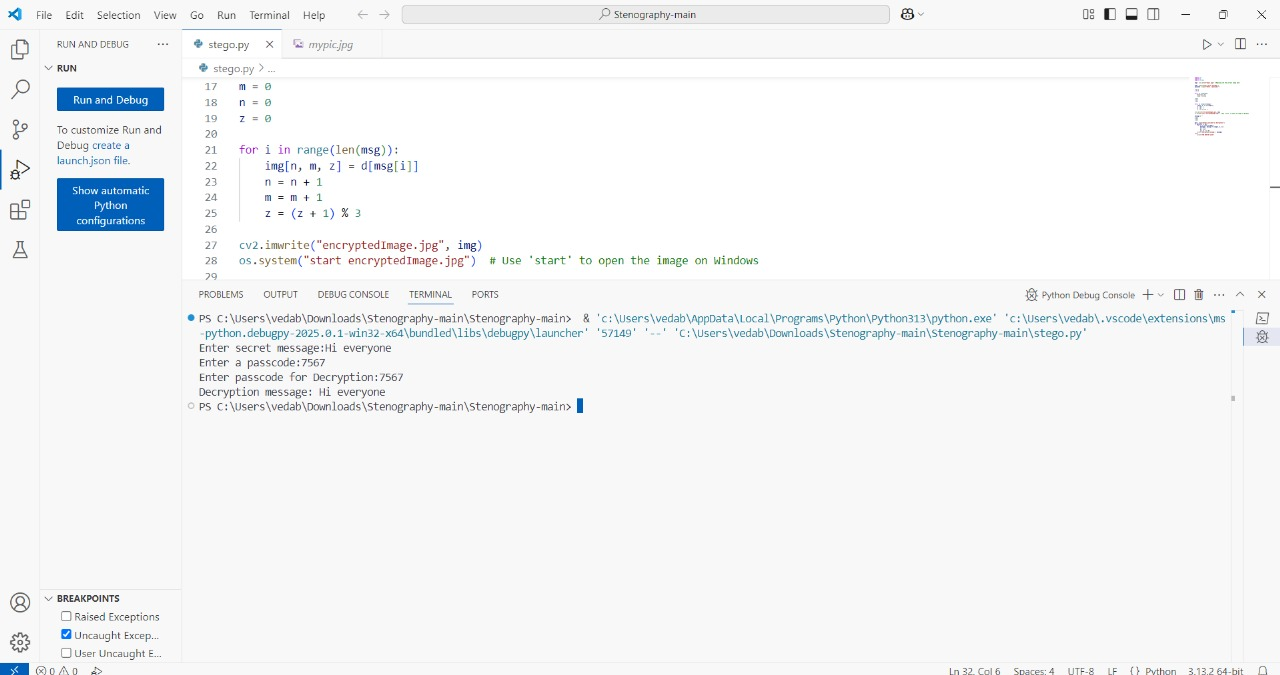 File Edit Selection View Go Run Terminal Help
Stenography-main
RUN AND DEBUG ···
RUN
Run and Debug
To customize Run and
Debug create a
launch.json file.
Show automatic
Python
configurations
stego.py
mypic.jpg
stego.py > ...
17 m = 0
18 n = 0
19 z = 0
20
21 for i in range(len(msg)):
22 img[n, m, z] = d[msg[i]]
23 n = n + 1
24 m = m + 1
25 z = (z + 1) % 3
26
27 cv2.imwrite("encryptedImage.jpg", img)
28 os.system("start encryptedImage.jpg") # Use 'start' to open the image on Windows
29
PROBLEMS OUTPUT DEBUG CONSOLE TERMINAL PORTS
Python Debug Console
PS C:\Users\vedab\Downloads\Stenography-main\Stenography-main> & 'c:\Users\vedab\AppData\Local\Programs\Python\Python313\python.exe' 'c:\Users\vedab\.vscode\extensions\ms
-python.debugpy-2025.0.1-win32-x64\bundled\libs\debugpy\launcher' '57149' '--' 'C:\Users\vedab\Downloads\Stenography-main\Stenography-main\stego.py'
Enter secret message:Hi everyone
Enter a passcode:7567
Enter passcode for Decryption:7567
Decryption message: Hi everyone
PS C:\Users\vedab\Downloads\Stenography-main\Stenography-main>
BREAKPOINTS
Raised Exceptions
Uncaught Excep...
User Uncaught E...
0 0
Ln 32, Col 6 Spaces: 4 UTF-8 LF {} Python 3.13.2 64-bit